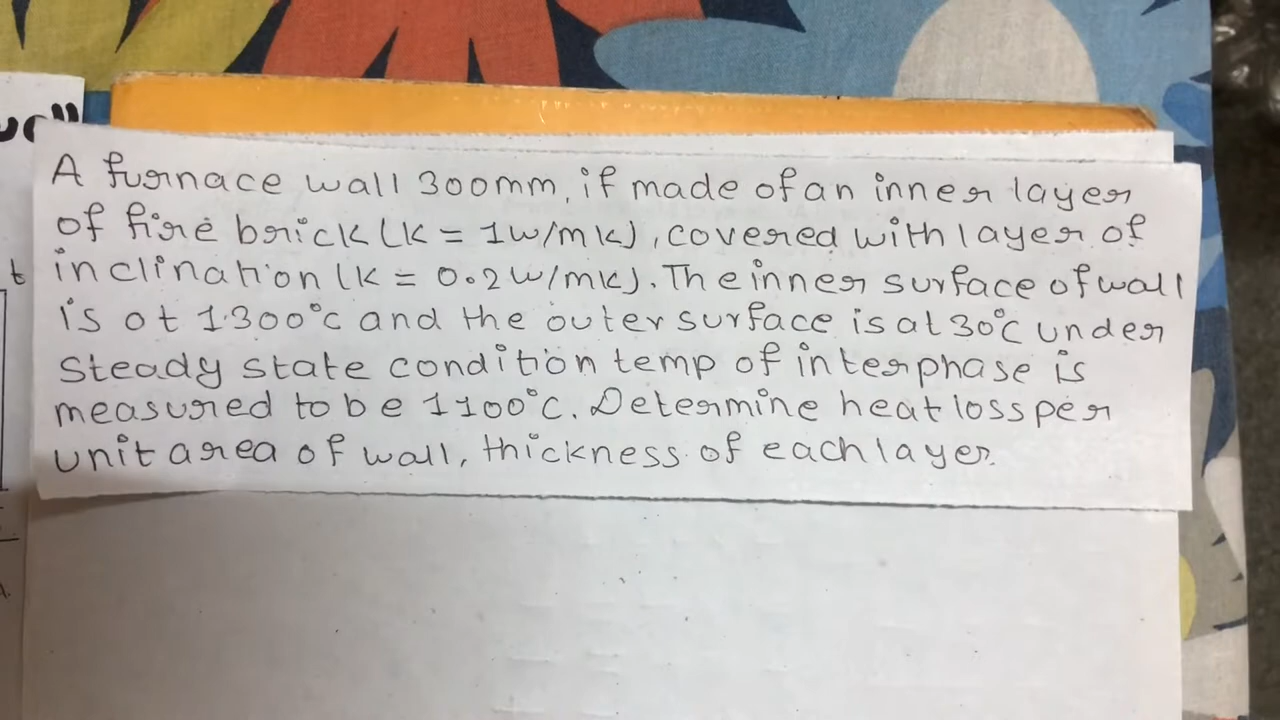 A furnace wall 300mm, if made of an inner layer
of fire brick (k = 1w/mk), covered with layer of
inclination (k = 0.2w/mk). The inner surface of wall
is ot 1300°c and the outer surface is at 30°c under
steady state condition temp of interphase is
measured to be 1100°c. Determine heat loss per
unit area of wall, thickness of each layer.
t